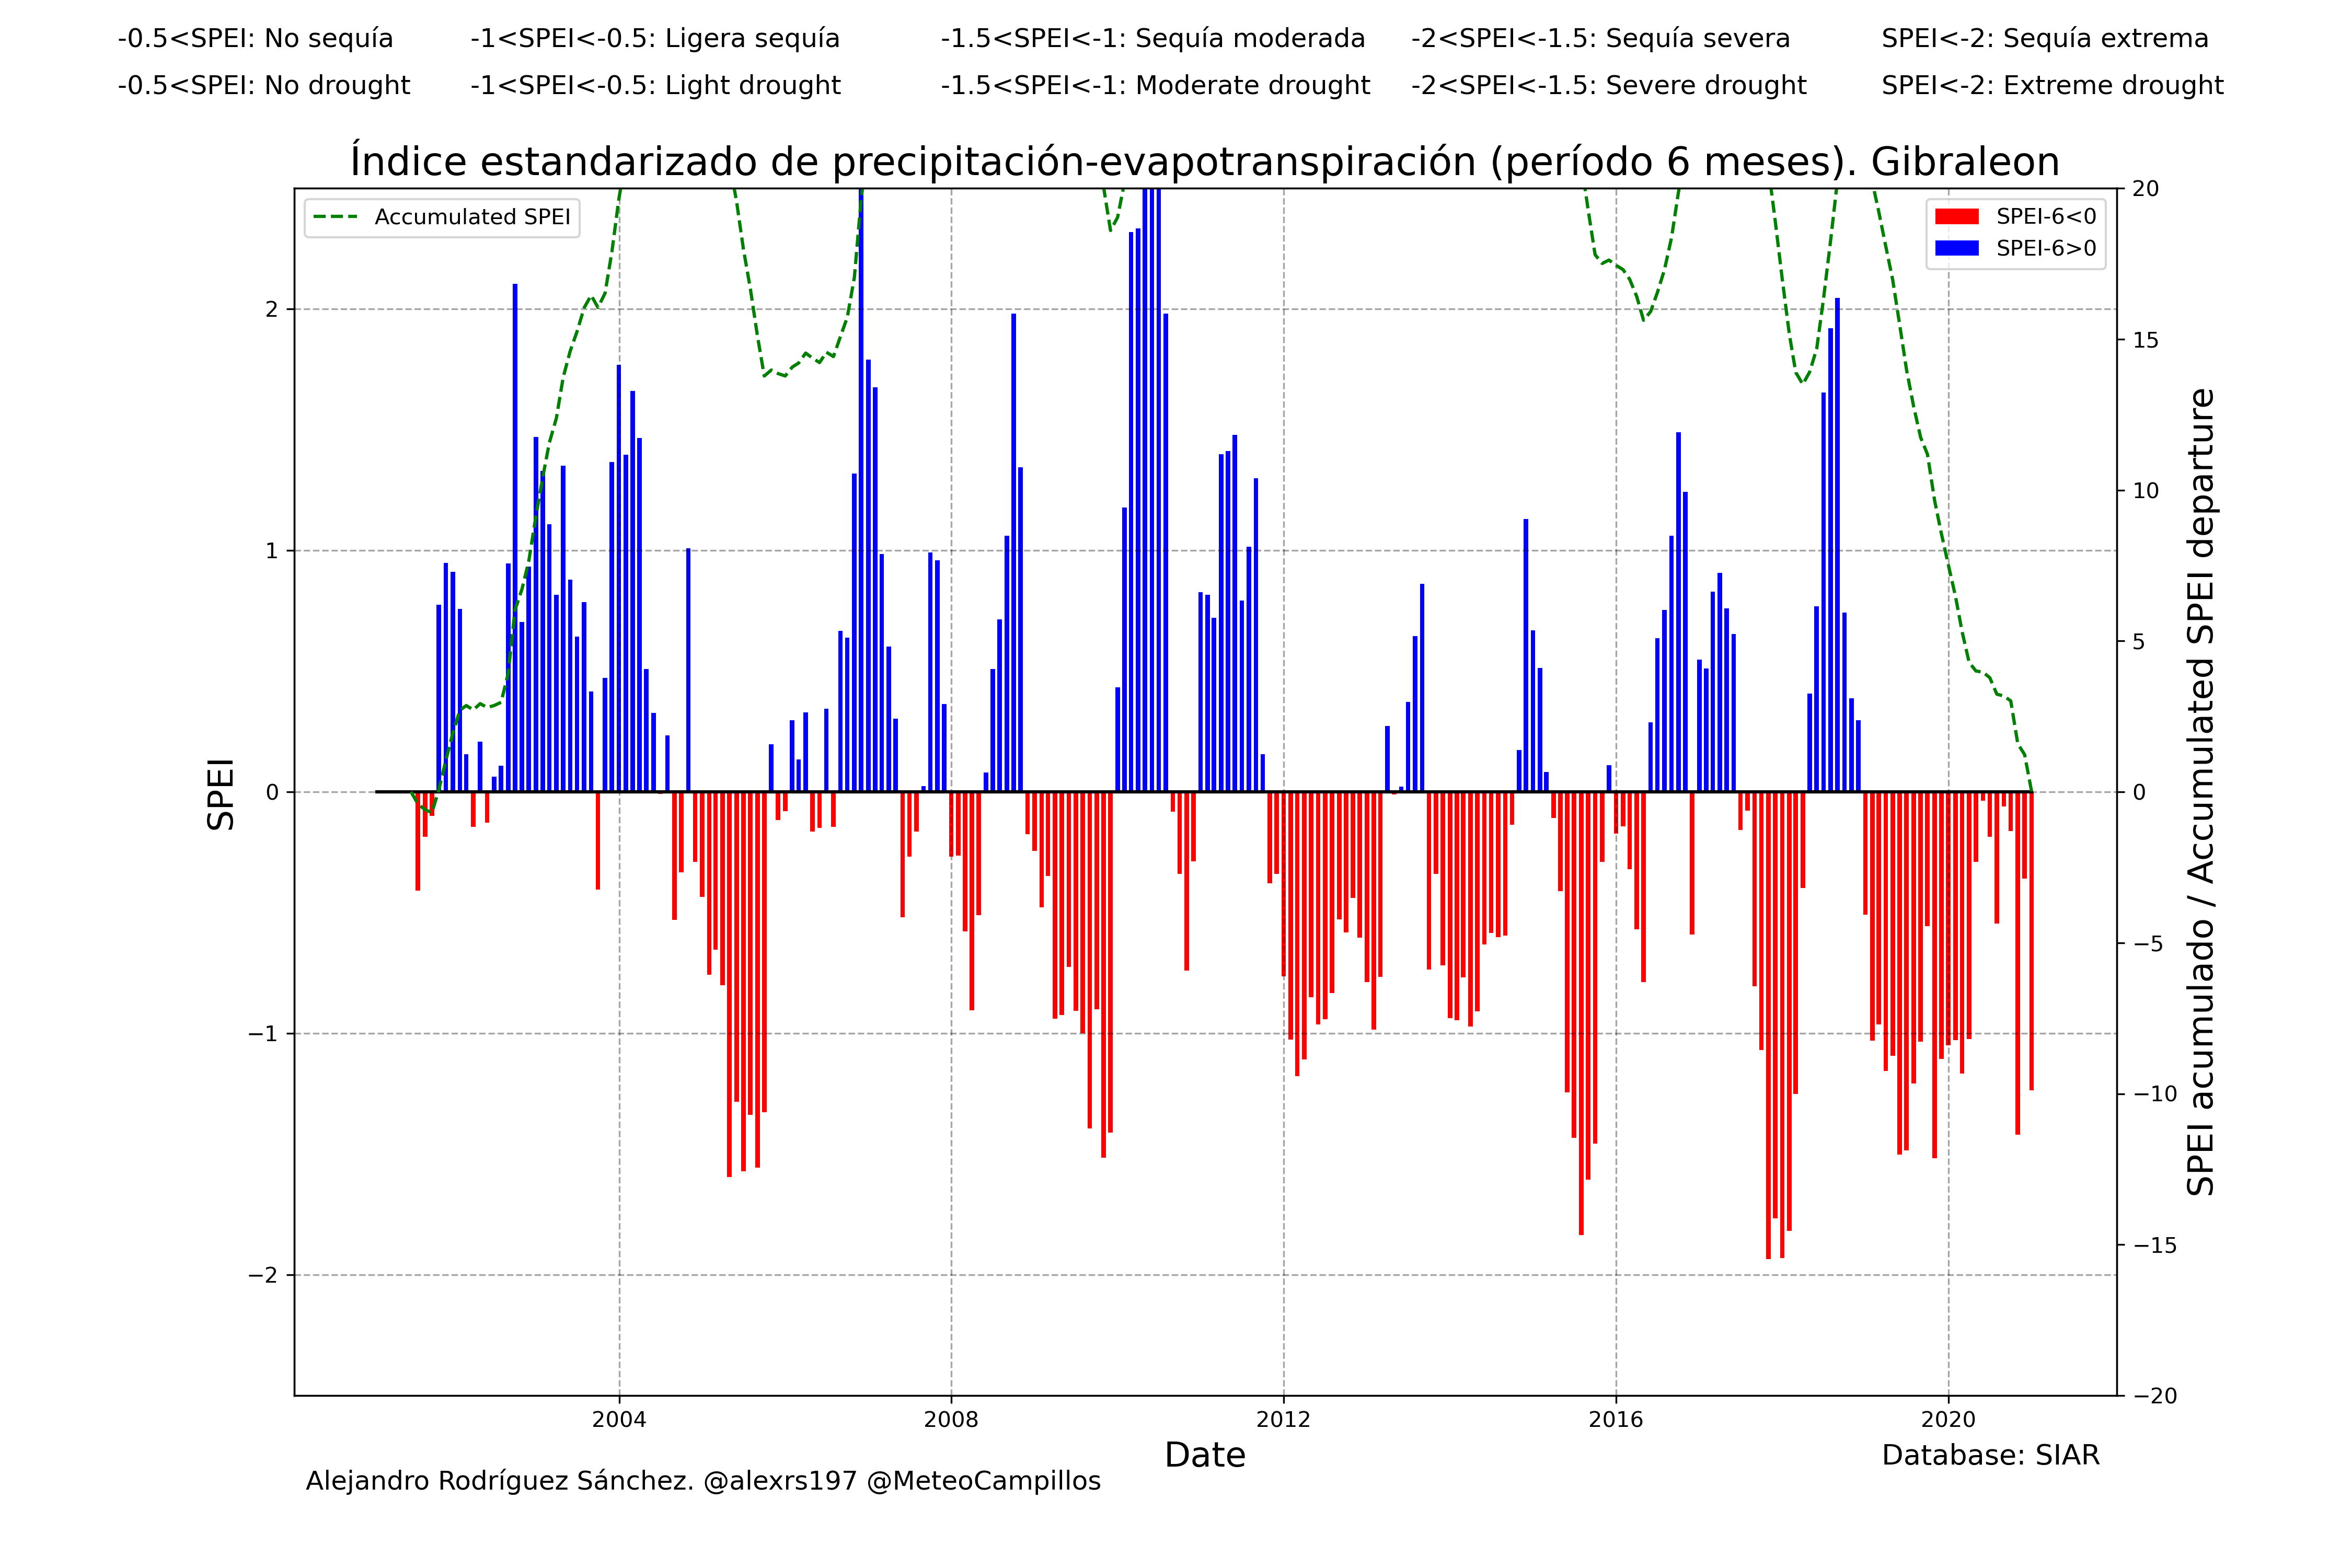 -0.5<SPEI: No sequía -1<SPEI<-0.5: Ligera sequía -1.5<SPEI<-1: Sequía moderada -2<SPEI<-1.5: Sequía severa SPEI<-2: Sequía extrema
-0.5<SPEI: No drought -1<SPEI<-0.5: Light drought -1.5<SPEI<-1: Moderate drought -2<SPEI<-1.5: Severe drought SPEI<-2: Extreme drought
Índice estandarizado de precipitación-evapotranspiración (período 6 meses). Gibraleon
Accumulated SPEI
SPEI-6<0
SPEI-6>0
SPEI
2
1
0
−1
−2
20
15
10
5
0
−5
−10
−15
−20
SPEI acumulado / Accumulated SPEI departure
2004 2008 2012 2016 2020
Date
Database: SIAR
Alejandro Rodríguez Sánchez. @alexrs197 @MeteoCampillos